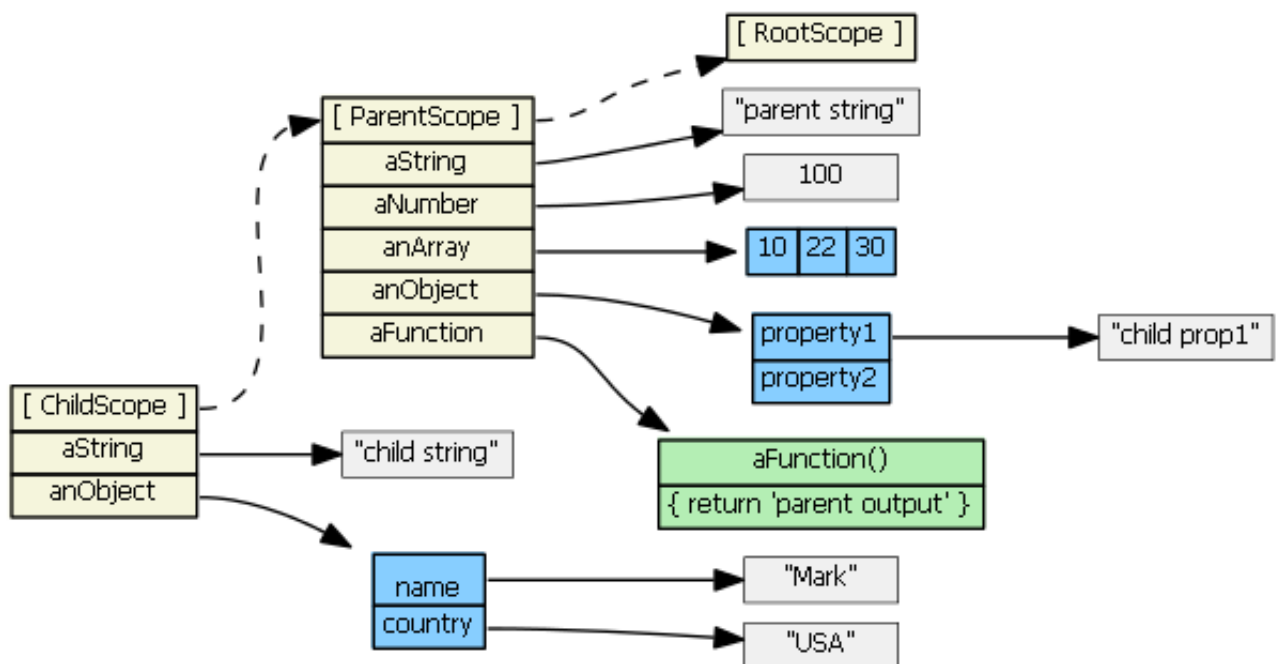 [ RootScope ]
[ ParentScope ]
"parent string"
aString
100
aNumber
anArray
10 22 30
anObject
aFunction
property1
"child prop1"
property2
[ ChildScope ]
aString
"child string"
anObject
aFunction()
{ return 'parent output' }
name
"Mark"
country
"USA"